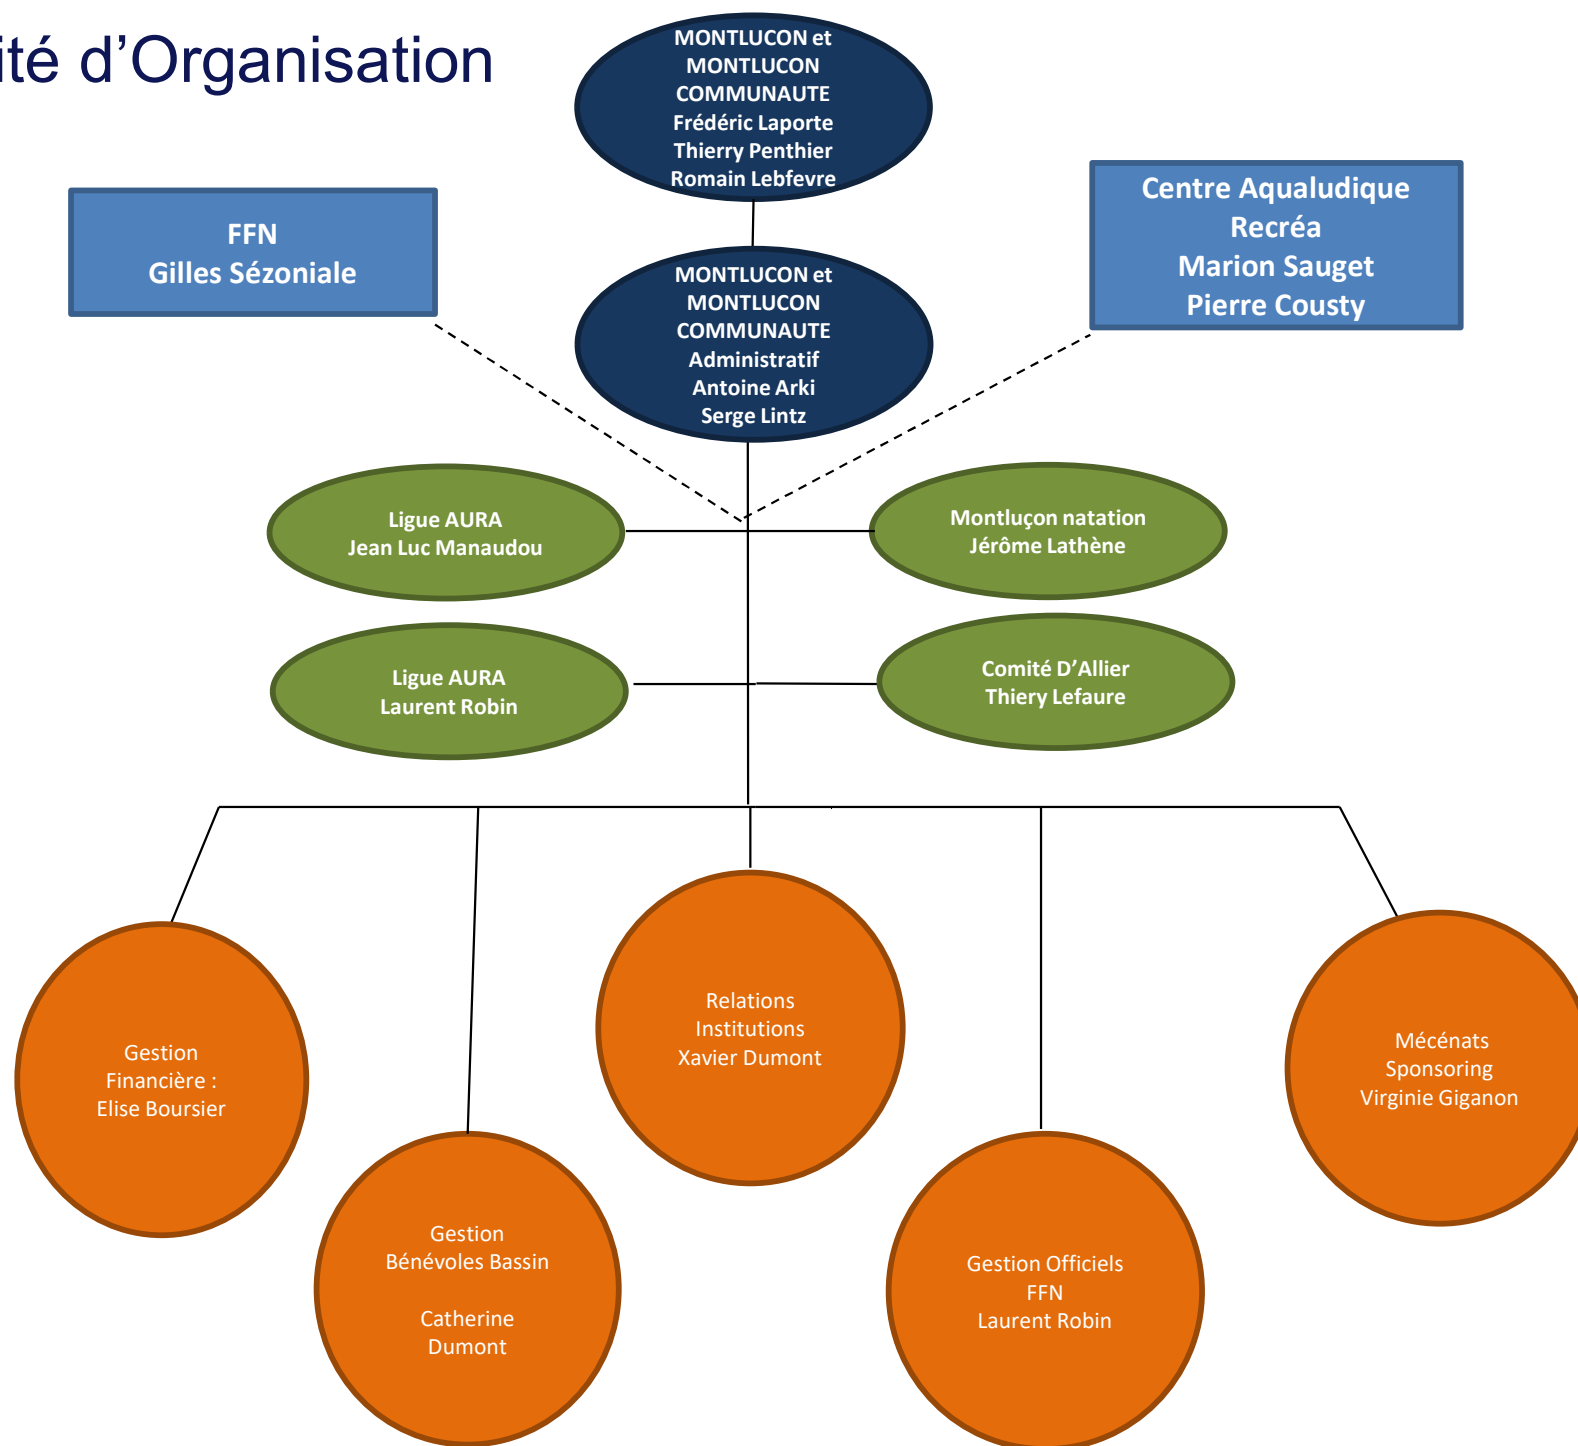 ité d’Organisation
MONTLUCON et
MONTLUCON
COMMUNAUTE
Frédéric Laporte
Thierry Penthier
Romain Lebfevre
FFN
Gilles Sézoniale
Centre Aqualudique
Recréa
Marion Sauget
Pierre Cousty
MONTLUCON et
MONTLUCON
COMMUNAUTE
Administratif
Antoine Arki
Serge Lintz
Ligue AURA
Jean Luc Manaudou
Montluçon natation
Jérôme Lathène
Ligue AURA
Laurent Robin
Comité D’Allier
Thiery Lefaure
Gestion
Financière :
Elise Boursier
Gestion
Bénévoles Bassin
Catherine
Dumont
Relations
Institutions
Xavier Dumont
Gestion Officiels
FFN
Laurent Robin
Mécénats
Sponsoring
Virginie Giganon